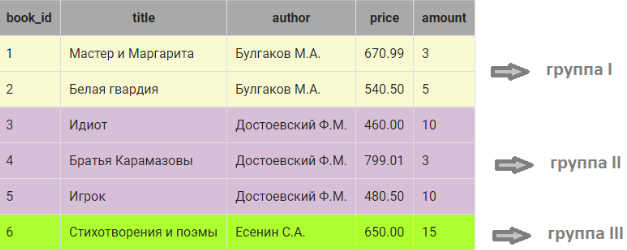 book_id title author price amount
1 Мастер и Маргарита Булгаков М.А. 670.99 3
группа I
2 Белая гвардия Булгаков М.А. 540.50 5
3 Идиот Достоевский Ф.М. 460.00 10
4 Братья Карамазовы Достоевский Ф.М. 799.01 3
группа II
5 Игрок Достоевский Ф.М. 480.50 10
6 Стихотворения и поэмы Есенин С.А. 650.00 15
группа III